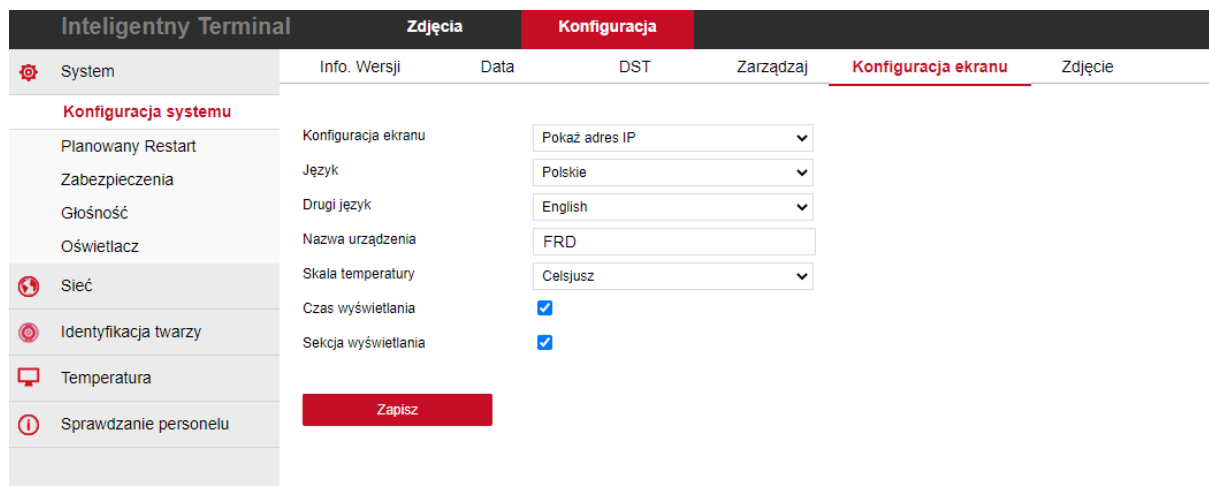 Inteligentny Terminal Zdjęcia Konfiguracja
System
Info. Wersji Data DST Zarządzaj Konfiguracja ekranu Zdjęcie
Konfiguracja systemu
Planowany Restart
Zabezpieczenia
Głośność
Oświetlacz
Sieć
Identyfikacja twarzy
Temperatura
Sprawdzanie personelu
Konfiguracja ekranu Pokaż adres IP
Język Polskie
Drugi język English
Nazwa urządzenia FRD
Skala temperatury Celsjusz
Czas wyświetlania
Sekcja wyświetlania
Zapisz